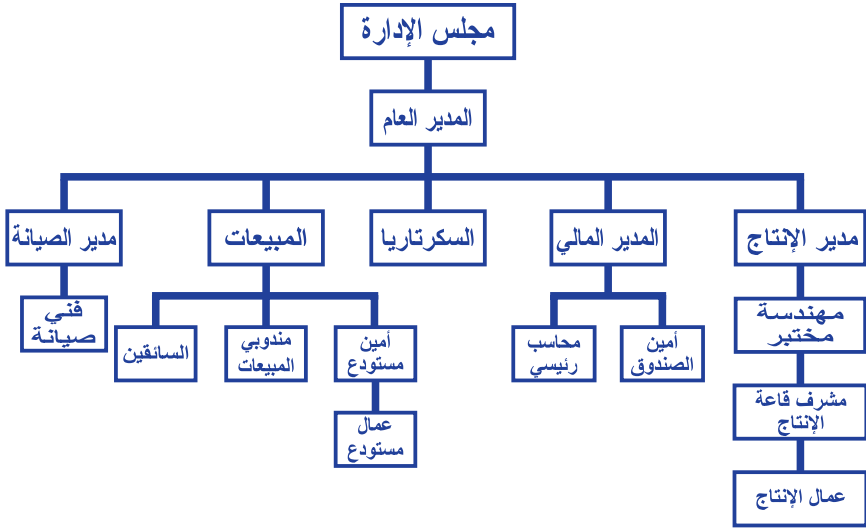 مجلس الإدارة
المدير العام
مدير الإنتاج
المدير المالي
السكرتاريا
المبيعات
مدير الصيانة
مهندسة
مختبر
أمين
الصندوق
محاسب
رئيسي
أمين
مستودع
مندوبي
المبيعات
السائقين
فني
صيانة
مشرف قاعة
الإنتاج
عمال
مستودع
عمال الإنتاج